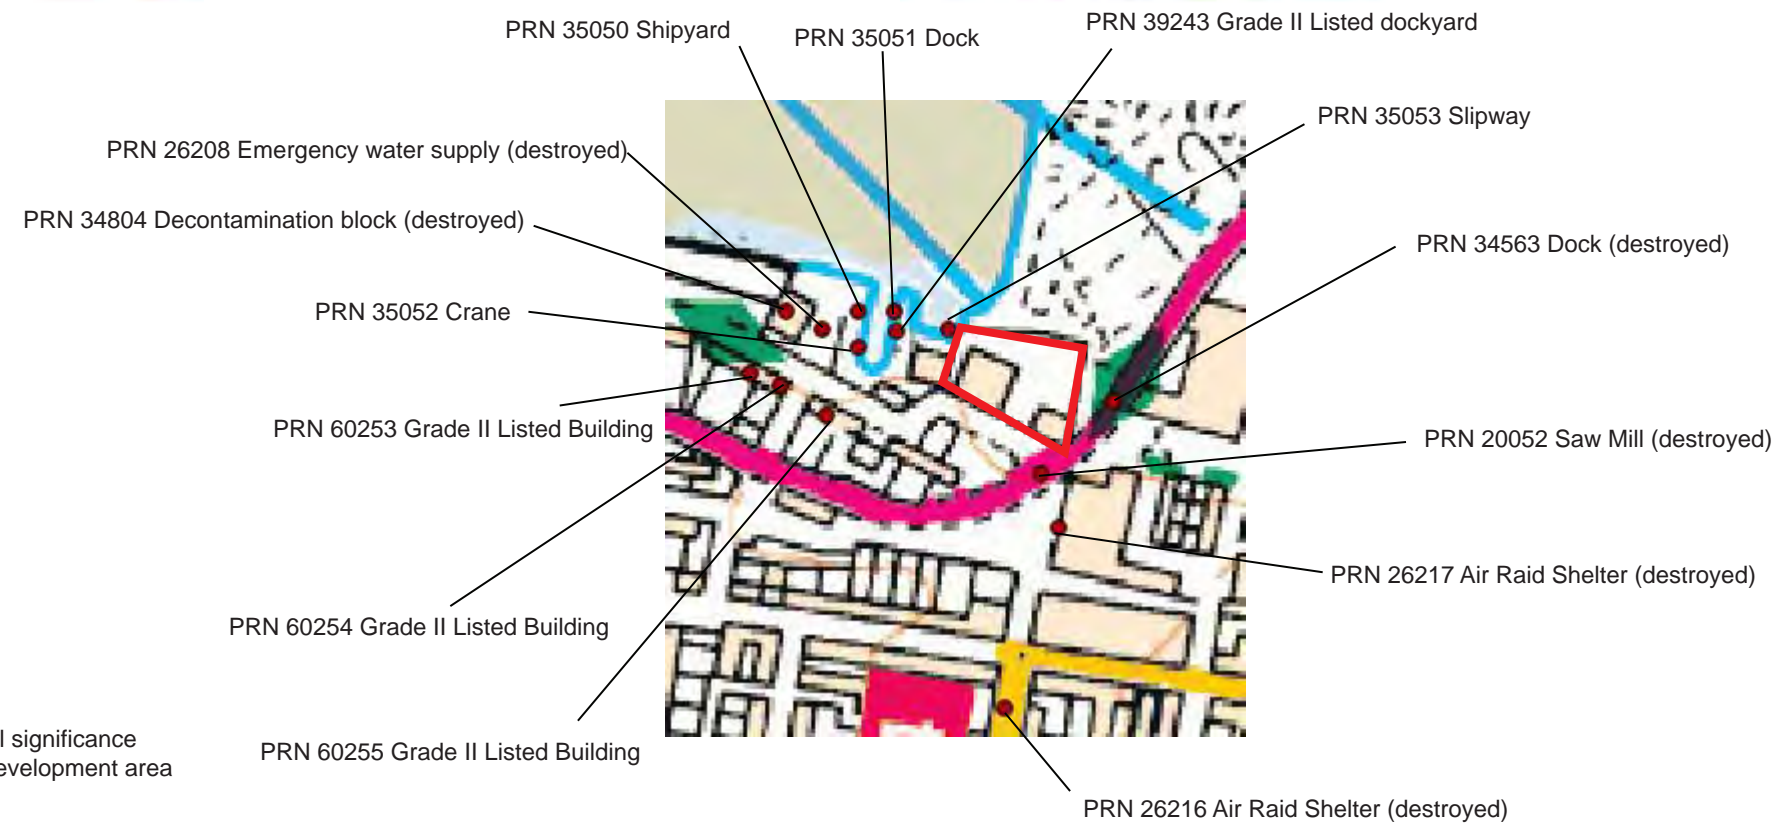 PRN 39243 Grade II Listed dockyard
PRN 35050 Shipyard
PRN 35051 Dock
PRN 35053 Slipway
PRN 26208 Emergency water supply (destroyed)
PRN 34804 Decontamination block (destroyed)
PRN 34563 Dock (destroyed)
PRN 35052 Crane
PRN 60253 Grade II Listed Building
PRN 20052 Saw Mill (destroyed)
PRN 26217 Air Raid Shelter (destroyed)
PRN 60254 Grade II Listed Building
significance
evelopment area
PRN 60255 Grade II Listed Building
PRN 26216 Air Raid Shelter (destroyed)